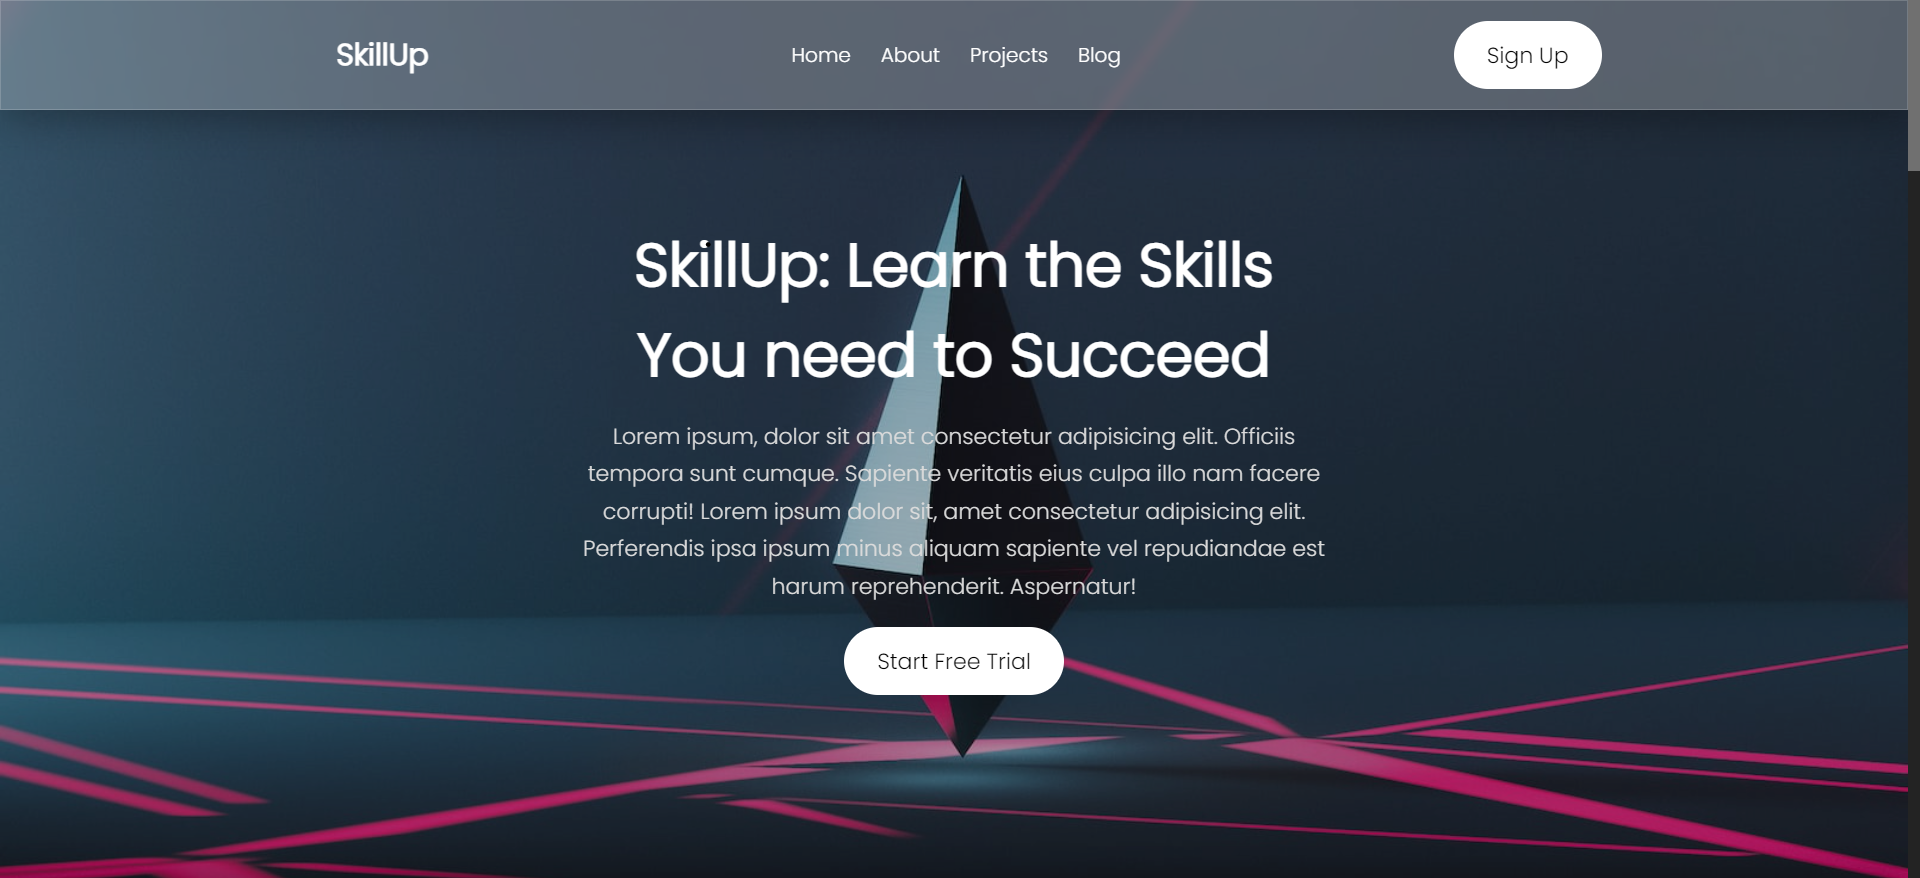 SkillUp
Home About Projects Blog
Sign Up
SkillUp: Learn the Skills
You need to Succeed
Lorem ipsum, dolor sit amet consectetur adipisicing elit. Officiis
tempora sunt cumque. Sapiente veritatis eius culpa illo nam facere
corrupti! Lorem ipsum dolor sit, amet consectetur adipisicing elit.
Perferendis ipsa ipsum minus aliquam sapiente vel repudiandae est
harum reprehenderit. Aspernatur!
Start Free Trial